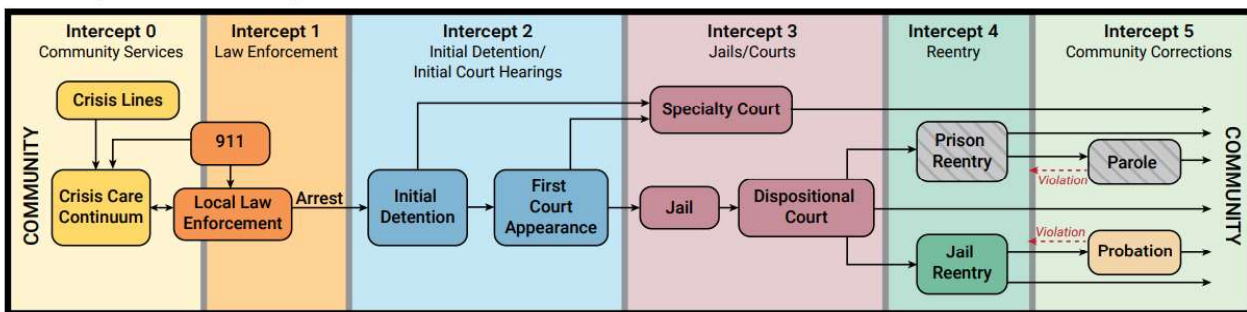 Intercept 0
Community Services
Intercept 1
Law Enforcement
Intercept 2
Initial Detention/
Initial Court Hearings
Intercept 3
Jails/Courts
Intercept 4
Reentry
Intercept 5
Community Corrections
COMMUNITY
Crisis Lines
911
Crisis Care
Continuum
Local Law
Enforcement
Arrest
Initial
Detention
First
Court
Appearance
Specialty Court
Jail
Dispositional
Court
Prison
Reentry
Violation
Parole
Jail
Reentry
Violation
Probation
COMMUNITY